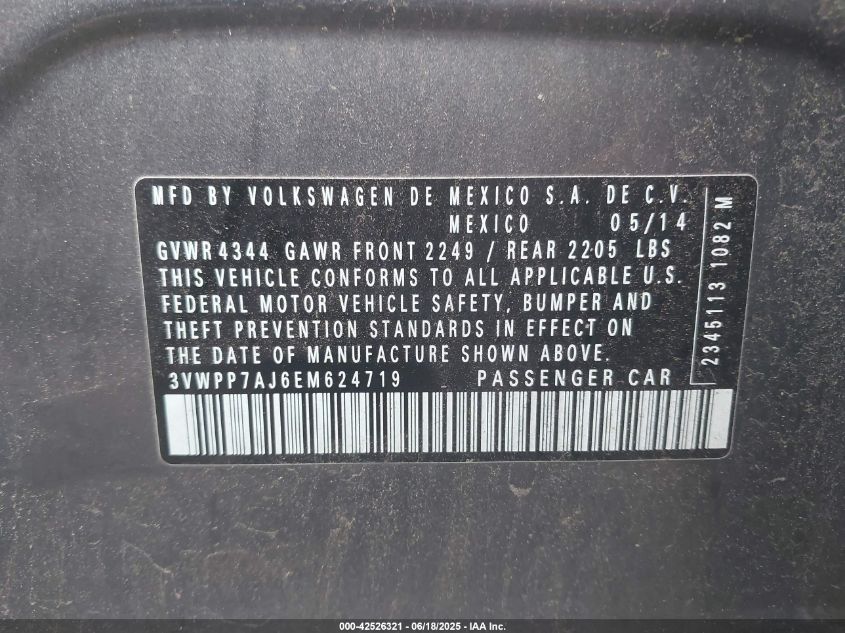 MFD BY VOLKSWAGEN DE MEXICO S.A. DE C.V.
MEXICO 05/14
GVWR 4344 GAWR FRONT 2249 / REAR 2205 LBS
THIS VEHICLE CONFORMS TO ALL APPLICABLE U.S.
FEDERAL MOTOR VEHICLE SAFETY, BUMPER AND
THEFT PREVENTION STANDARDS IN EFFECT ON
THE DATE OF MANUFACTURE SHOWN ABOVE.
3VWPP7AJ6EM624719 PASSENGER CAR
2345113 1082 M
000-42526321 - 06/18/2025 - IAA Inc.